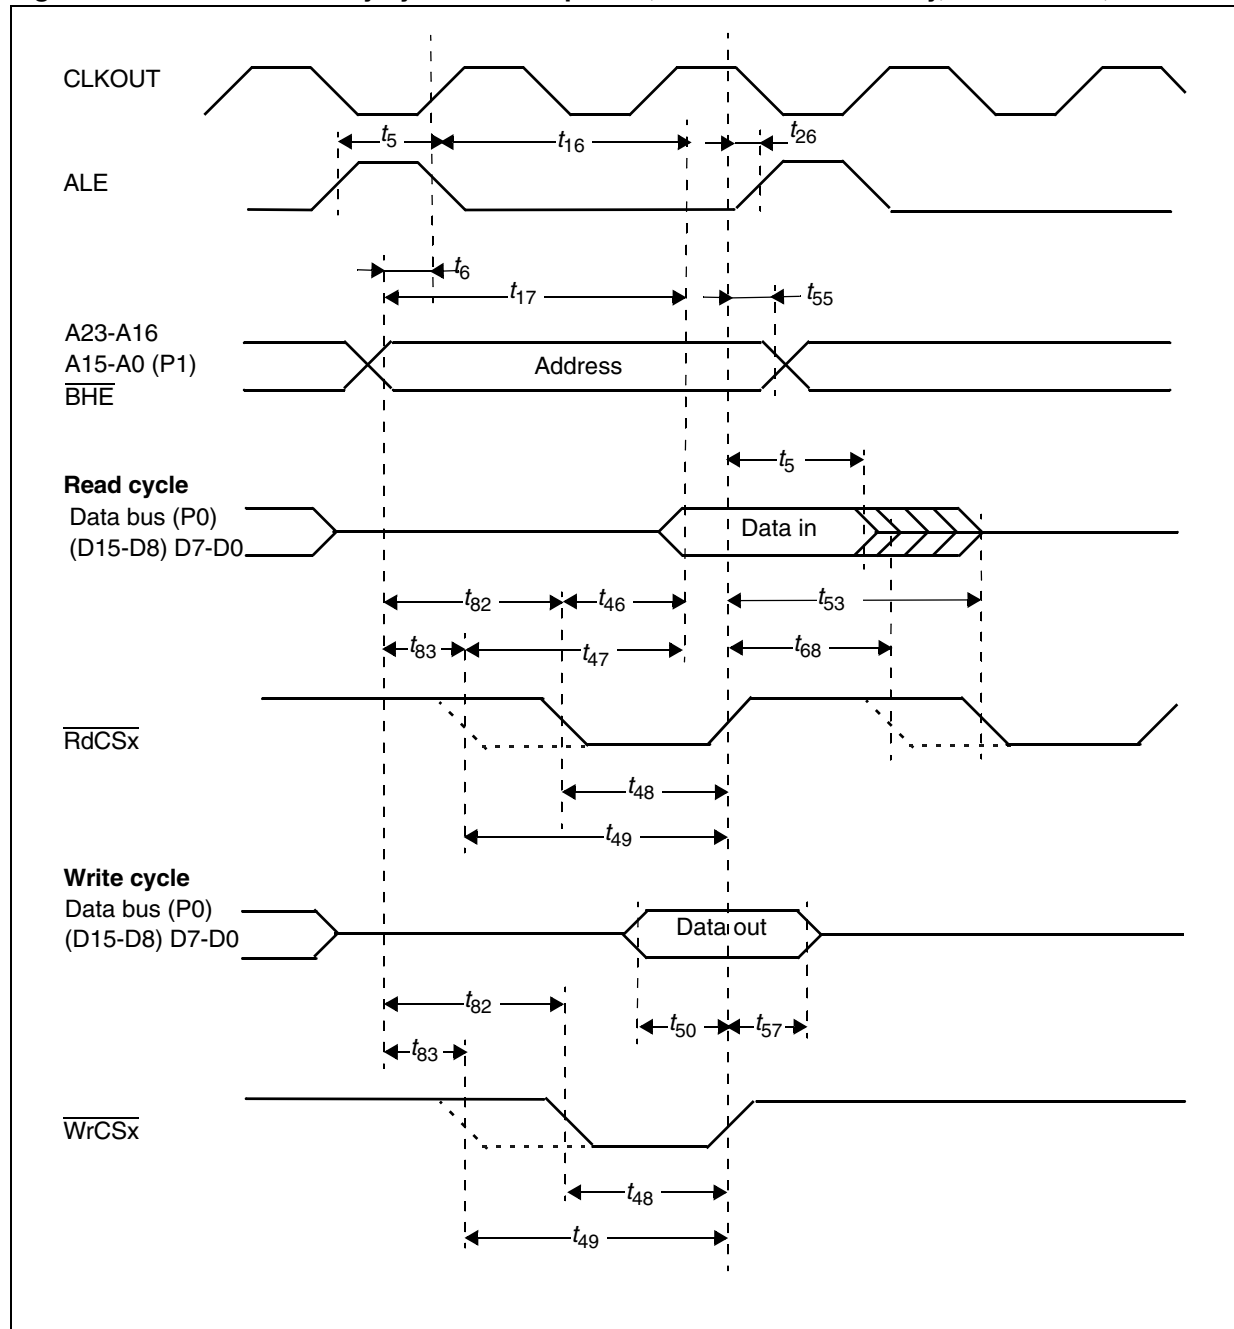 CLKOUT
t5
t16
t26
ALE
t6
t17
t55
A23-A16
A15-A0 (P1)
BHE
Address
t5
Read cycle
Data bus (P0)
(D15-D8) D7-D0
Data in
t82
t46
t53
t83
t47
t68
RdCSx
t48
t49
Write cycle
Data bus (P0)
(D15-D8) D7-D0
Data out
t82
t50
t57
t83
WrCSx
t48
t49